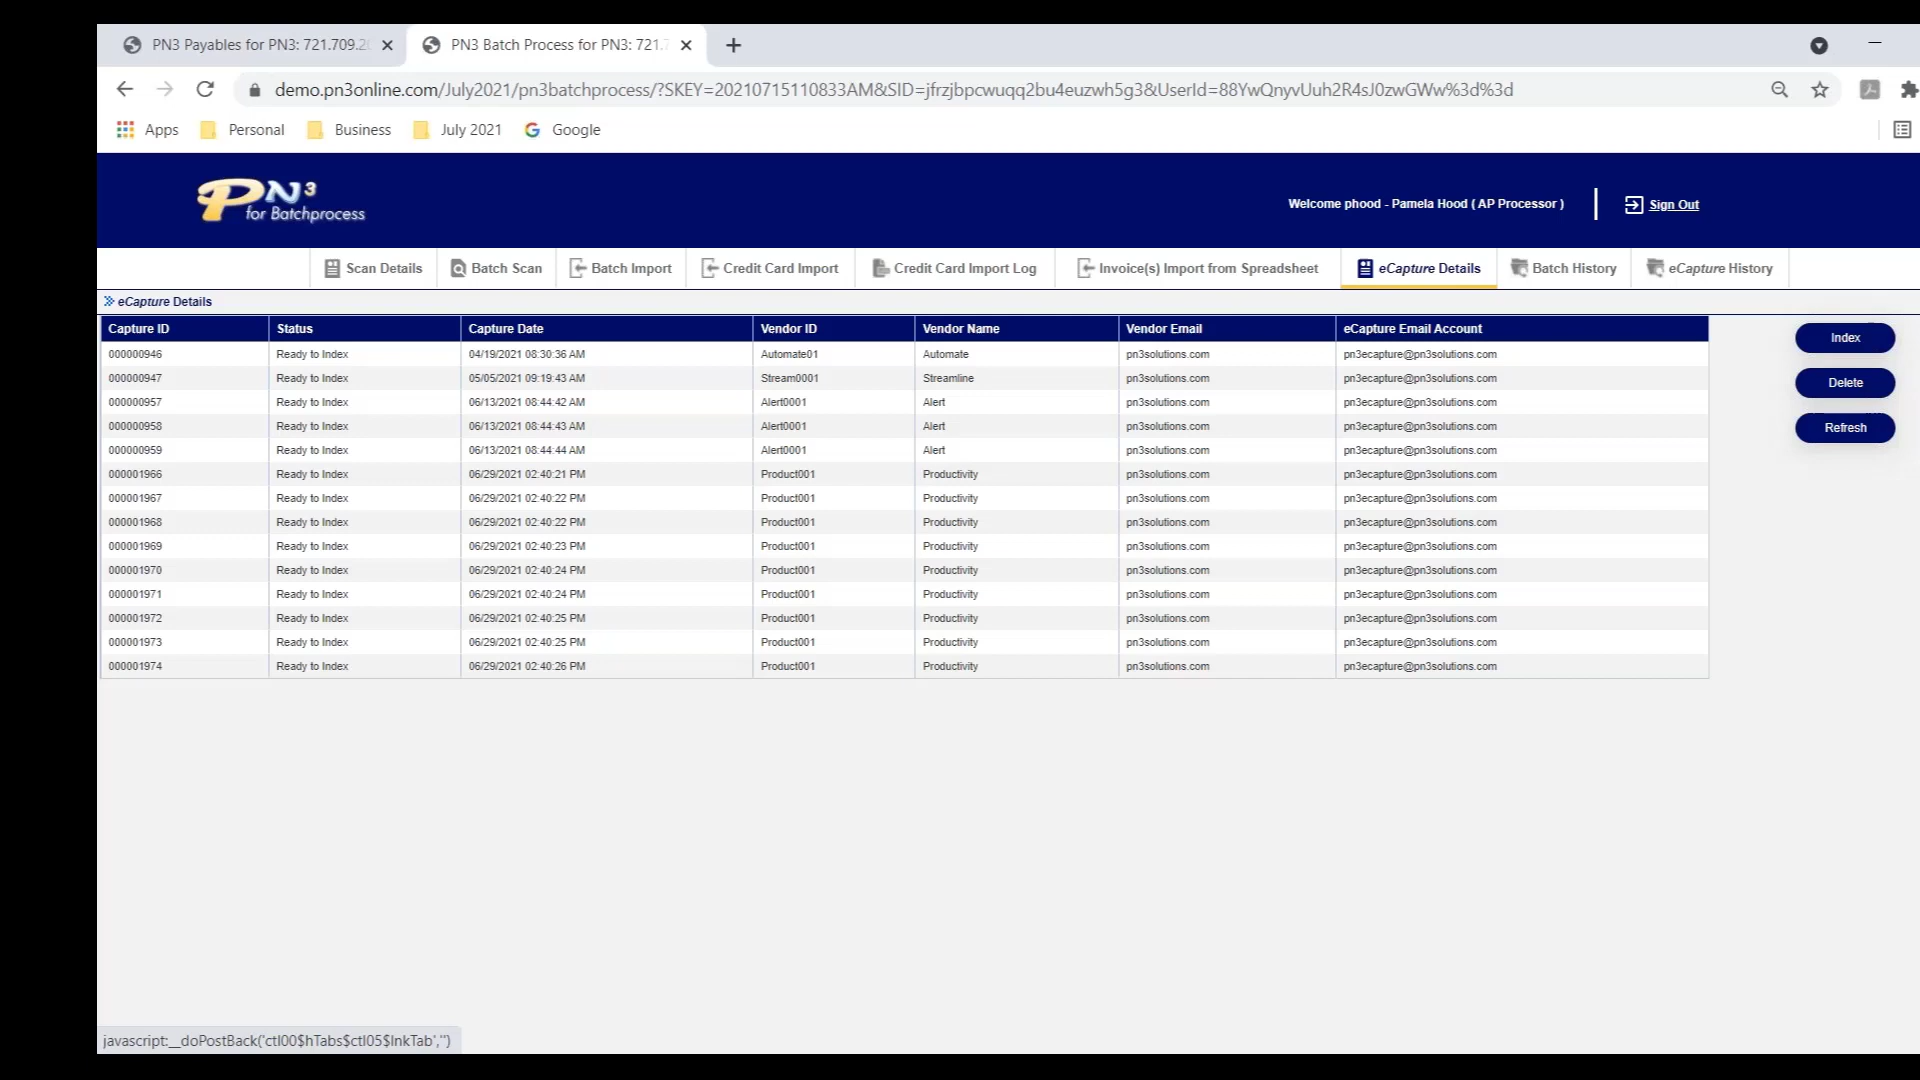 PN3 Payables for PN3: 721.709.20
PN3 Batch Process for PN3: 721.7
demo.pn3online.com/July2021/pn3batchprocess/?SKEY=20210715110833AM&SID=jfrzjbpcwuqq2bu4euzwh5g3&UserId=88YwQnyvUuh2R4sJ0zwGWw%3d%3d
Apps Personal Business July 2021 Google
PN3
for Batchprocess
Welcome phood - Pamela Hood ( AP Processor )
Sign Out
Scan Details Batch Scan Batch Import Credit Card Import Credit Card Import Log Invoice(s) Import from Spreadsheet eCapture Details Batch History eCapture History
eCapture Details
Capture ID Status Capture Date Vendor ID Vendor Name Vendor Email eCapture Email Account
000000946 Ready to Index 04/19/2021 08:30:36 AM Automate01 Automate pn3solutions.com pn3ecapture@pn3solutions.com
000000947 Ready to Index 05/05/2021 09:19:43 AM Stream0001 Streamline pn3solutions.com pn3ecapture@pn3solutions.com
000000957 Ready to Index 06/13/2021 08:44:42 AM Alert0001 Alert pn3solutions.com pn3ecapture@pn3solutions.com
000000958 Ready to Index 06/13/2021 08:44:43 AM Alert0001 Alert pn3solutions.com pn3ecapture@pn3solutions.com
000000959 Ready to Index 06/13/2021 08:44:44 AM Alert0001 Alert pn3solutions.com pn3ecapture@pn3solutions.com
000001966 Ready to Index 06/29/2021 02:40:21 PM Product001 Productivity pn3solutions.com pn3ecapture@pn3solutions.com
000001967 Ready to Index 06/29/2021 02:40:22 PM Product001 Productivity pn3solutions.com pn3ecapture@pn3solutions.com
000001968 Ready to Index 06/29/2021 02:40:22 PM Product001 Productivity pn3solutions.com pn3ecapture@pn3solutions.com
000001969 Ready to Index 06/29/2021 02:40:23 PM Product001 Productivity pn3solutions.com pn3ecapture@pn3solutions.com
000001970 Ready to Index 06/29/2021 02:40:24 PM Product001 Productivity pn3solutions.com pn3ecapture@pn3solutions.com
000001971 Ready to Index 06/29/2021 02:40:24 PM Product001 Productivity pn3solutions.com pn3ecapture@pn3solutions.com
000001972 Ready to Index 06/29/2021 02:40:25 PM Product001 Productivity pn3solutions.com pn3ecapture@pn3solutions.com
000001973 Ready to Index 06/29/2021 02:40:25 PM Product001 Productivity pn3solutions.com pn3ecapture@pn3solutions.com
000001974 Ready to Index 06/29/2021 02:40:26 PM Product001 Productivity pn3solutions.com pn3ecapture@pn3solutions.com
Index
Delete
Refresh
javascript:__doPostBack('ctl00$hTabs$ctl05$lnkTab','')